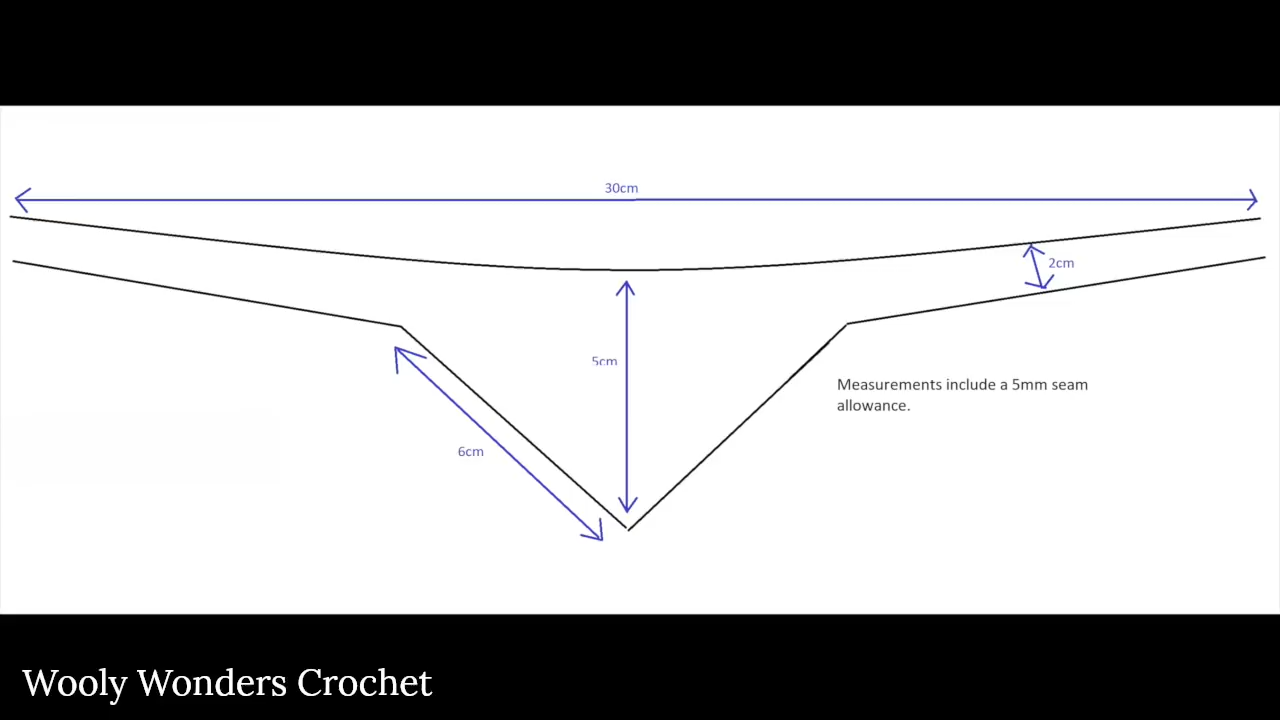 30cm
2cm
5cm
Measurements include a 5mm seam
allowance.
6cm
Wooly Wonders Crochet